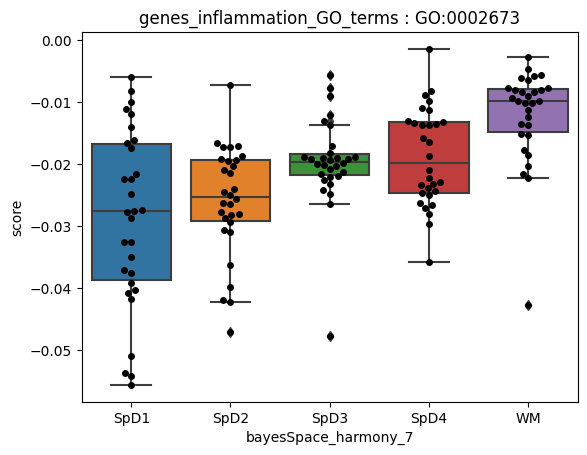 genes_inflammation_GO_terms : GO:0002673
0.00
−0.01
−0.02
−0.03
−0.04
−0.05
score
SpD1 SpD2 SpD3 SpD4 WM
bayesSpace_harmony_7